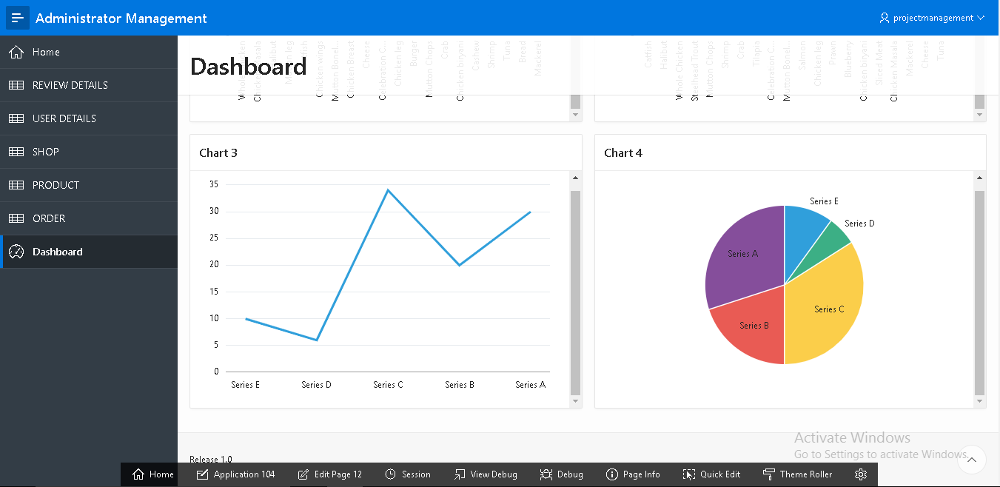 Administrator Management
projectmanagement
Home
REVIEW DETAILS
USER DETAILS
SHOP
PRODUCT
ORDER
Dashboard
Dashboard
Whole Chicken
Chicken Masala
Halibut
Mutton leg
Catfish
Chicken wings
Mutton Bonel...
Chicken Breast
Cheese
Celebration C...
Chicken leg
Burger
Mutton Chops
Crab
Chicken biryani
Cashew
Shrimp
Tuna
Bread
Mackerel
Catfish
Halibut
Whole Chicken
Steelhead Trout
Mutton Chops
Shrimp
Crab
Tilapia
Celebration C...
Mutton Bonel...
Salmon
Chicken leg
Prawn
Blueberry
Chicken biryani
Sliced Meat
Chicken Masala
Mackerel
Cheese
Tuna
Chart 3
35
30
25
20
15
10
5
0
Series E
Series D
Series C
Series B
Series A
Chart 4
Series E
Series D
Series A
Series C
Series B
Activate Windows
Go to Settings to activate Windows.
Release 1.0
Home
Application 104
Edit Page 12
Session
View Debug
Debug
Page Info
Quick Edit
Theme Roller